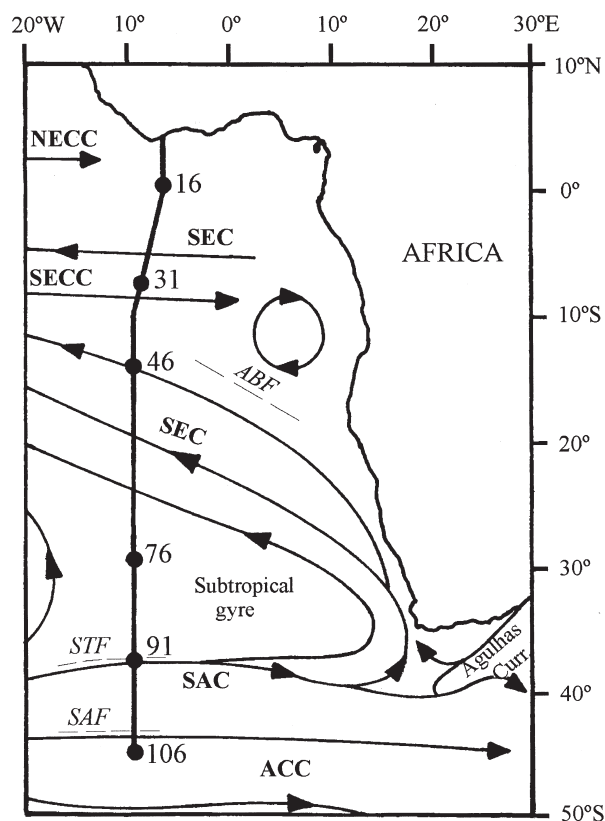 20°W 10° 0° 10° 20° 30°E
10°N
NECC
16
0°
SEC
AFRICA
SECC
31
10°S
46
ABF
SEC
20°
76
30°
Subtropical
gyre
STF
91
Agulhas
Curr.
SAC
40°
SAF
106
ACC
50°S